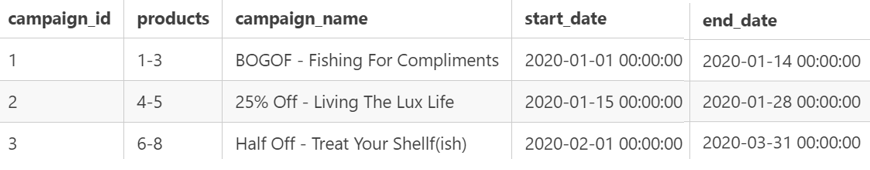 campaign_id products campaign_name start_date end_date
1 1-3 BOGOF - Fishing For Compliments 2020-01-01 00:00:00 2020-01-14 00:00:00
2 4-5 25% Off - Living The Lux Life 2020-01-15 00:00:00 2020-01-28 00:00:00
3 6-8 Half Off - Treat Your Shellf(ish) 2020-02-01 00:00:00 2020-03-31 00:00:00